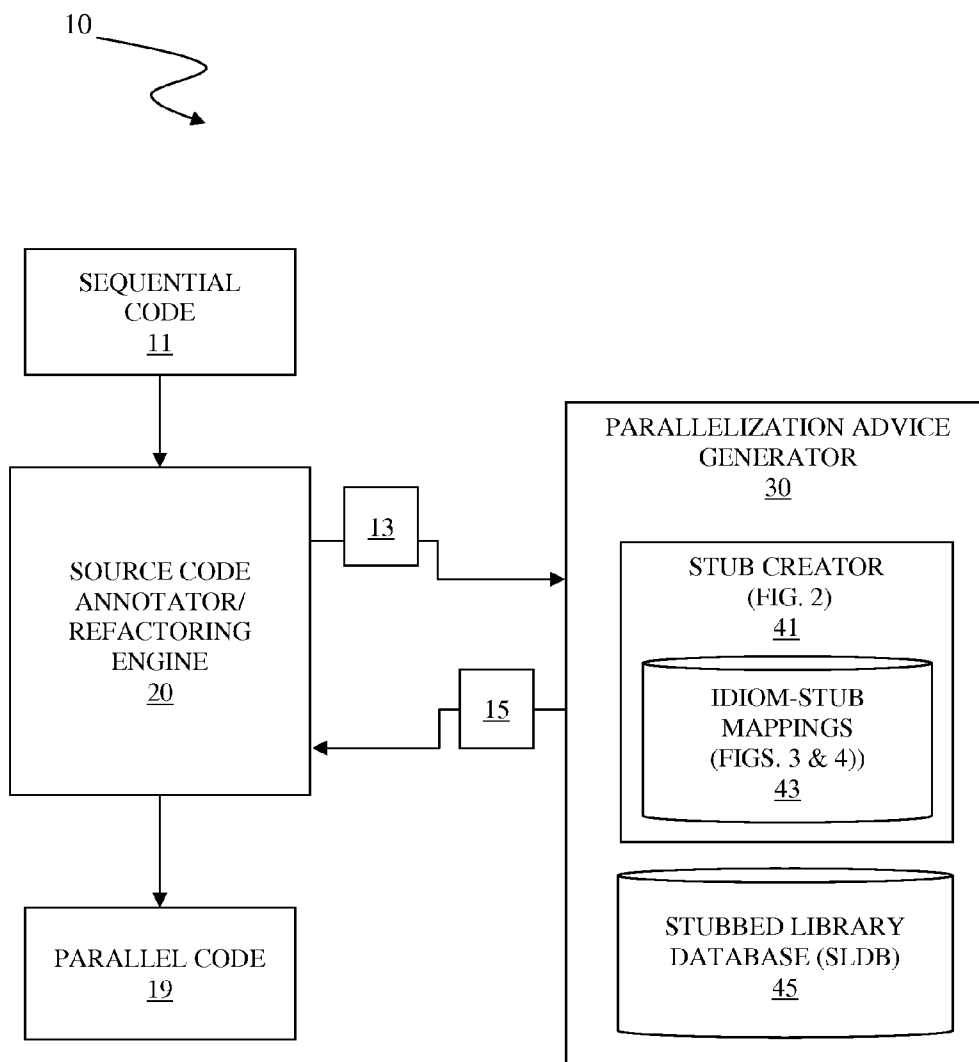 10
SEQUENTIAL
CODE
11
SOURCE CODE
ANNOTATOR/
REFACTORING
ENGINE
20
13
15
PARALLEL CODE
19
PARALLELIZATION ADVICE
GENERATOR
30
STUB CREATOR
(FIG. 2)
41
IDIOM-STUB
MAPPINGS
(FIGS. 3 & 4))
43
STUBBED LIBRARY
DATABASE (SLDB)
45